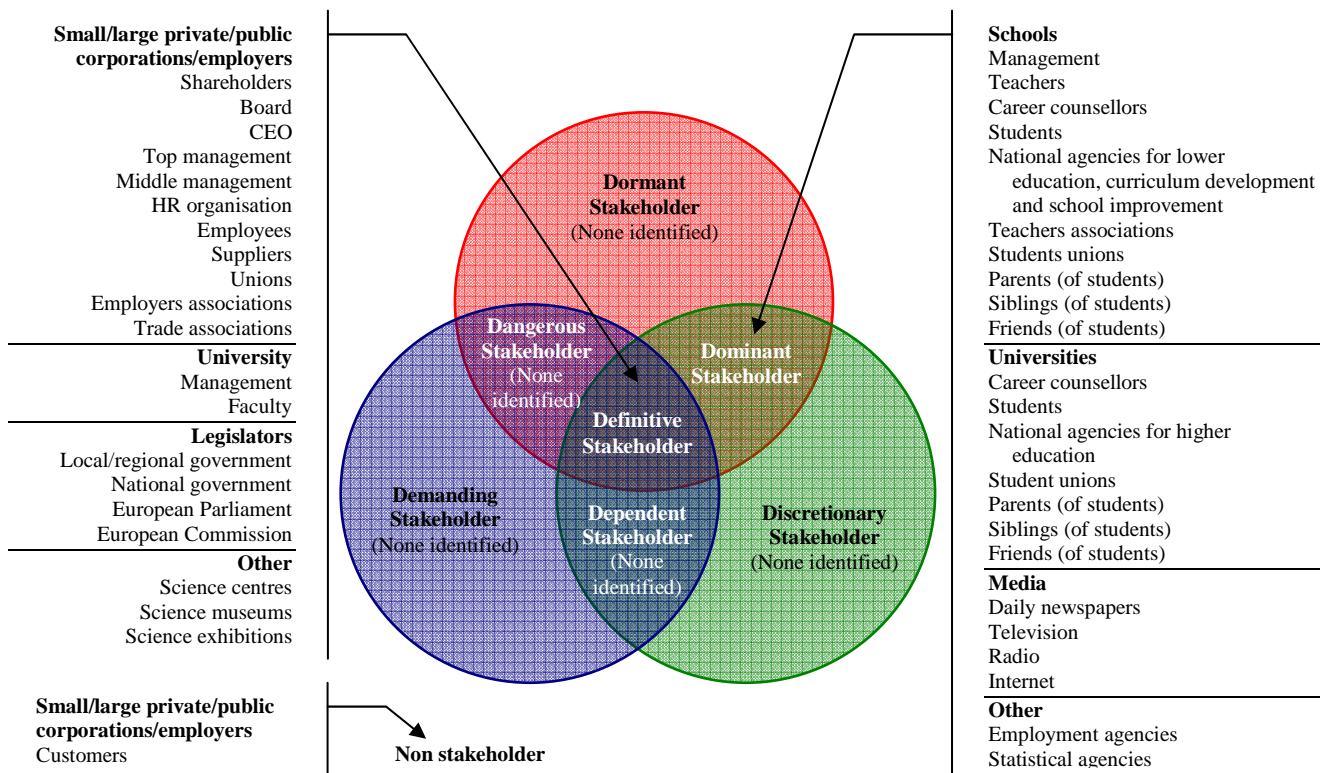 Small/large private/public
corporations/employers
Shareholders
Board
CEO
Top management
Middle management
HR organisation
Employees
Suppliers
Unions
Employers associations
Trade associations
University
Management
Faculty
Legislators
Local/regional government
National government
European Parliament
European Commission
Other
Science centres
Science museums
Science exhibitions
Small/large private/public
corporations/employers
Customers
Dormant
Stakeholder
(None identified)
Dangerous
Stakeholder
(None
identified)
Dominant
Stakeholder
Definitive
Stakeholder
Demanding
Stakeholder
(None identified)
Dependent
Stakeholder
(None
identified)
Discretionary
Stakeholder
(None identified)
Non stakeholder
Schools
Management
Teachers
Career counsellors
Students
National agencies for lower
education, curriculum development
and school improvement
Teachers associations
Students unions
Parents (of students)
Siblings (of students)
Friends (of students)
Universities
Career counsellors
Students
National agencies for higher
education
Student unions
Parents (of students)
Siblings (of students)
Friends (of students)
Media
Daily newspapers
Television
Radio
Internet
Other
Employment agencies
Statistical agencies